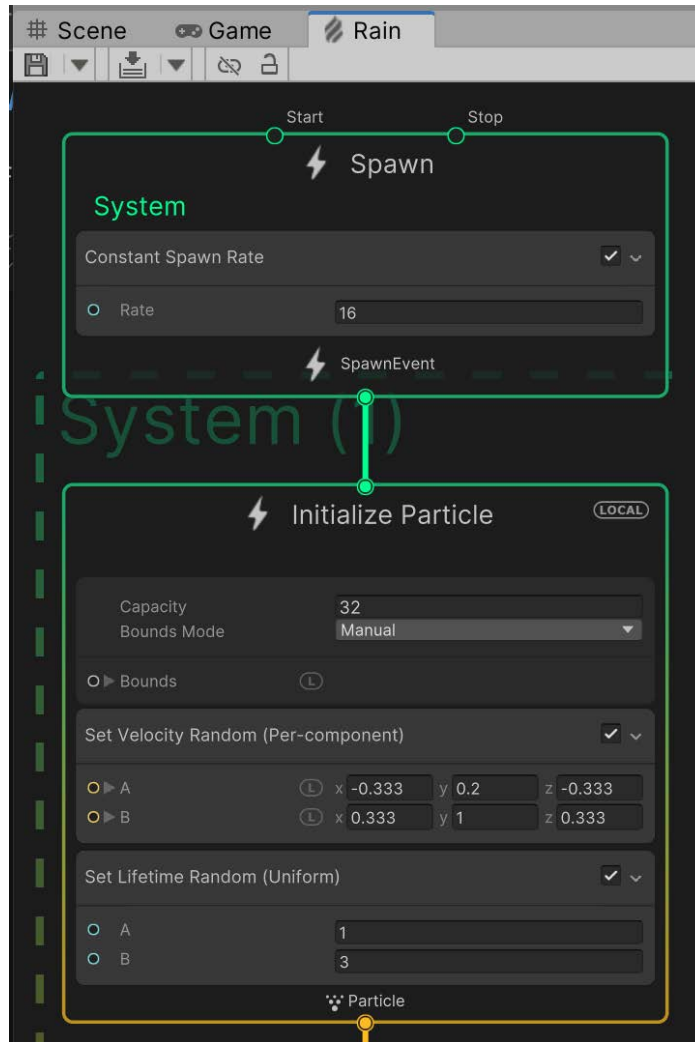 Scene Game Rain
Start Stop
Spawn
System
Constant Spawn Rate
Rate 16
SpawnEvent
System (1)
Initialize Particle LOCAL
Capacity 32
Bounds Mode Manual
Bounds L
Set Velocity Random (Per-component)
A L x -0.333 y 0.2 z -0.333
B L x 0.333 y 1 z 0.333
Set Lifetime Random (Uniform)
A 1
B 3
Particle